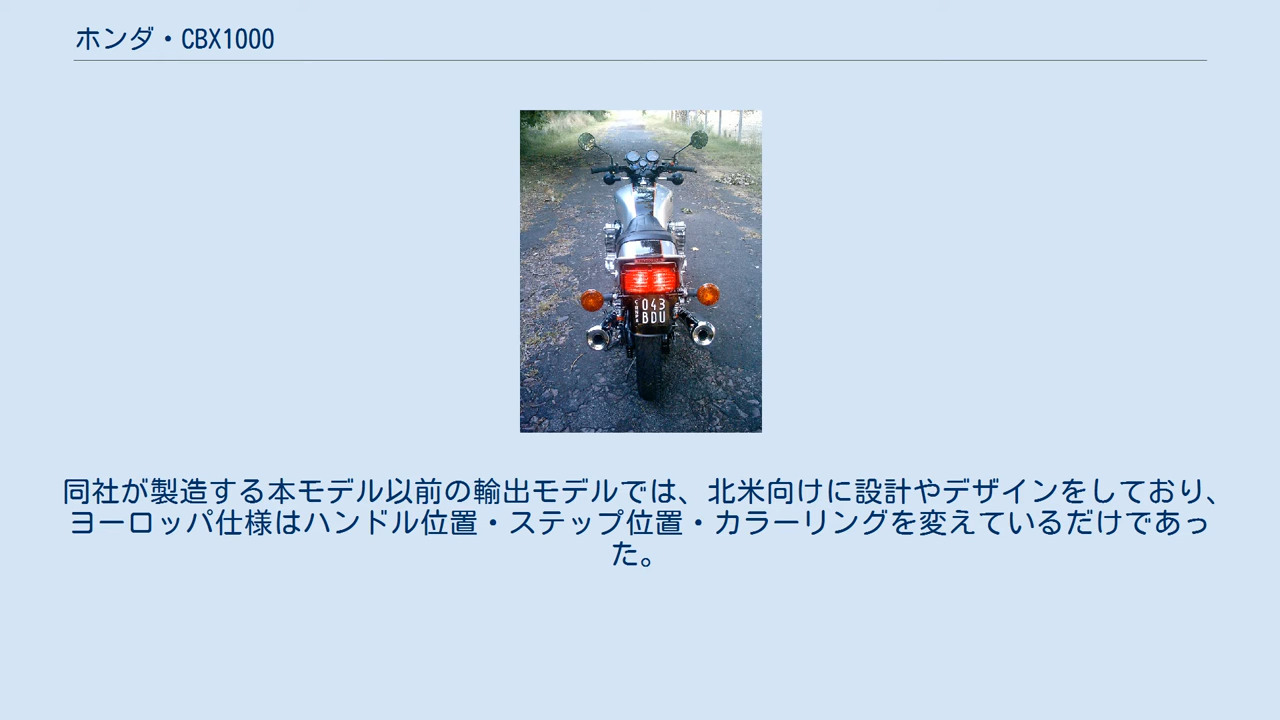 ホンダ・CBX1000
043
BDU
同社が製造する本モデル以前の輸出モデルでは、北米向けに設計やデザインをしており、
ヨーロッパ仕様はハンドル位置・ステップ位置・カラーリングを変えているだけであっ
た。